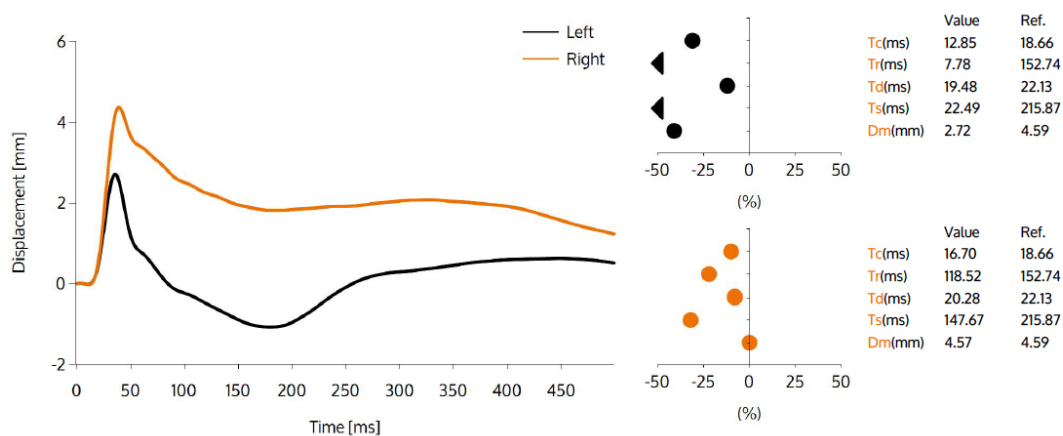 6
4
2
0
-2
Displacement [mm]
0 50 100 150 200 250 300 350 400 450
Time [ms]
Left
Right
-50 -25 0 25 50
(%)
Value Ref.
Tc(ms) 12.85 18.66
Tr(ms) 7.78 152.74
Td(ms) 19.48 22.13
Ts(ms) 22.49 215.87
Dm(mm) 2.72 4.59
-50 -25 0 25 50
(%)
Value Ref.
Tc(ms) 16.70 18.66
Tr(ms) 118.52 152.74
Td(ms) 20.28 22.13
Ts(ms) 147.67 215.87
Dm(mm) 4.57 4.59